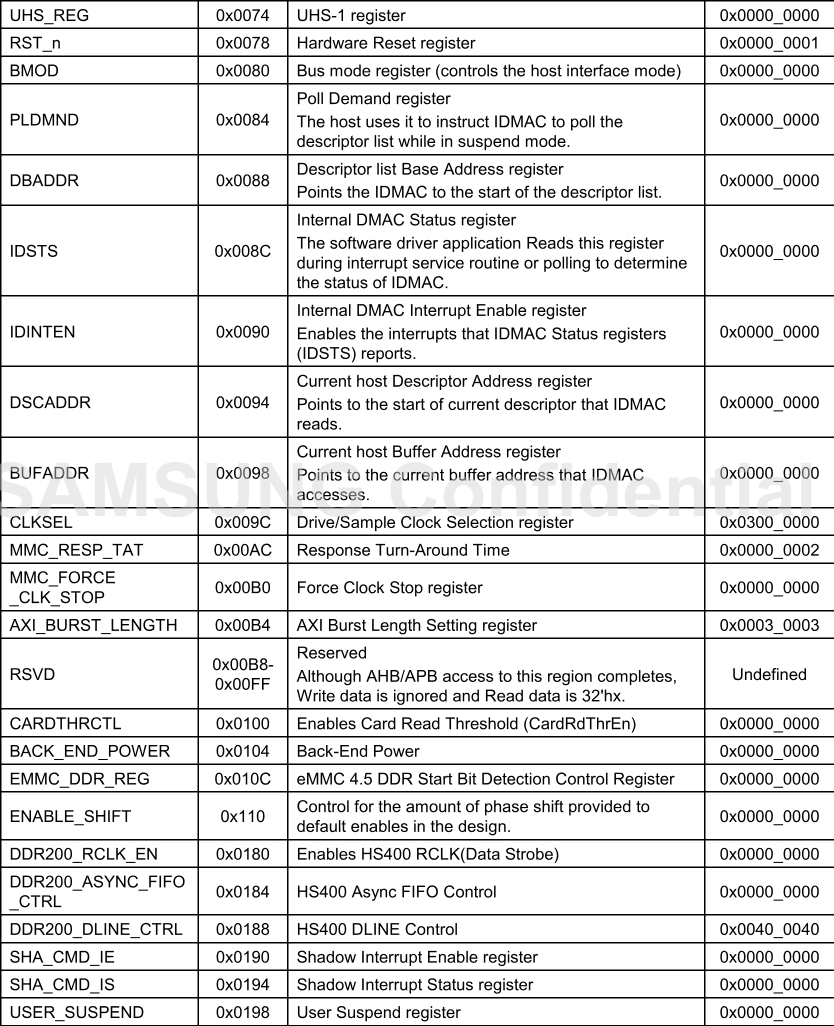 UHS_REG 0x0074 UHS-1 register 0x0000_0000
RST_n 0x0078 Hardware Reset register 0x0000_0001
BMOD 0x0080 Bus mode register (controls the host interface mode) 0x0000_0000
Poll Demand register
PLDMND 0x0084 The host uses it to instruct IDMAC to poll the 0x0000_0000
descriptor list while in suspend mode.
DBADDR 0x0088 Descriptor list Base Address register 0x0000_0000
Points the IDMAC to the start of the descriptor list.
Internal DMAC Status register
IDSTS 0x008C The software driver application Reads this register 0x0000_0000
during interrupt service routine or polling to determine
the status of IDMAC.
Internal DMAC Interrupt Enable register
IDINTEN 0x0090 Enables the interrupts that IDMAC Status registers 0x0000_0000
(IDSTS) reports.
Current host Descriptor Address register
DSCADDR 0x0094 Points to the start of current descriptor that IDMAC 0x0000_0000
reads.
Current host Buffer Address register
BUFADDR 0x0098 Points to the current buffer address that IDMAC 0x0000_0000
accesses.
SAMSUNG Confidential
CLKSEL 0x009C Drive/Sample Clock Selection register 0x0300_0000
MMC_RESP_TAT 0x00AC Response Turn-Around Time 0x0000_0002
MMC_FORCE
_CLK_STOP 0x00B0 Force Clock Stop register 0x0000_0000
AXI_BURST_LENGTH 0x00B4 AXI Burst Length Setting register 0x0003_0003
Reserved
RSVD 0x00B8-
0x00FF Although AHB/APB access to this region completes, Undefined
Write data is ignored and Read data is 32'hx.
CARDTHRCTL 0x0100 Enables Card Read Threshold (CardRdThrEn) 0x0000_0000
BACK_END_POWER 0x0104 Back-End Power 0x0000_0000
EMMC_DDR_REG 0x010C eMMC 4.5 DDR Start Bit Detection Control Register 0x0000_0000
ENABLE_SHIFT 0x110 Control for the amount of phase shift provided to 0x0000_0000
default enables in the design.
DDR200_RCLK_EN 0x0180 Enables HS400 RCLK(Data Strobe) 0x0000_0000
DDR200_ASYNC_FIFO
_CTRL 0x0184 HS400 Async FIFO Control 0x0000_0000
DDR200_DLINE_CTRL 0x0188 HS400 DLINE Control 0x0040_0040
SHA_CMD_IE 0x0190 Shadow Interrupt Enable register 0x0000_0000
SHA_CMD_IS 0x0194 Shadow Interrupt Status register 0x0000_0000
USER_SUSPEND 0x0198 User Suspend register 0x0000_0000